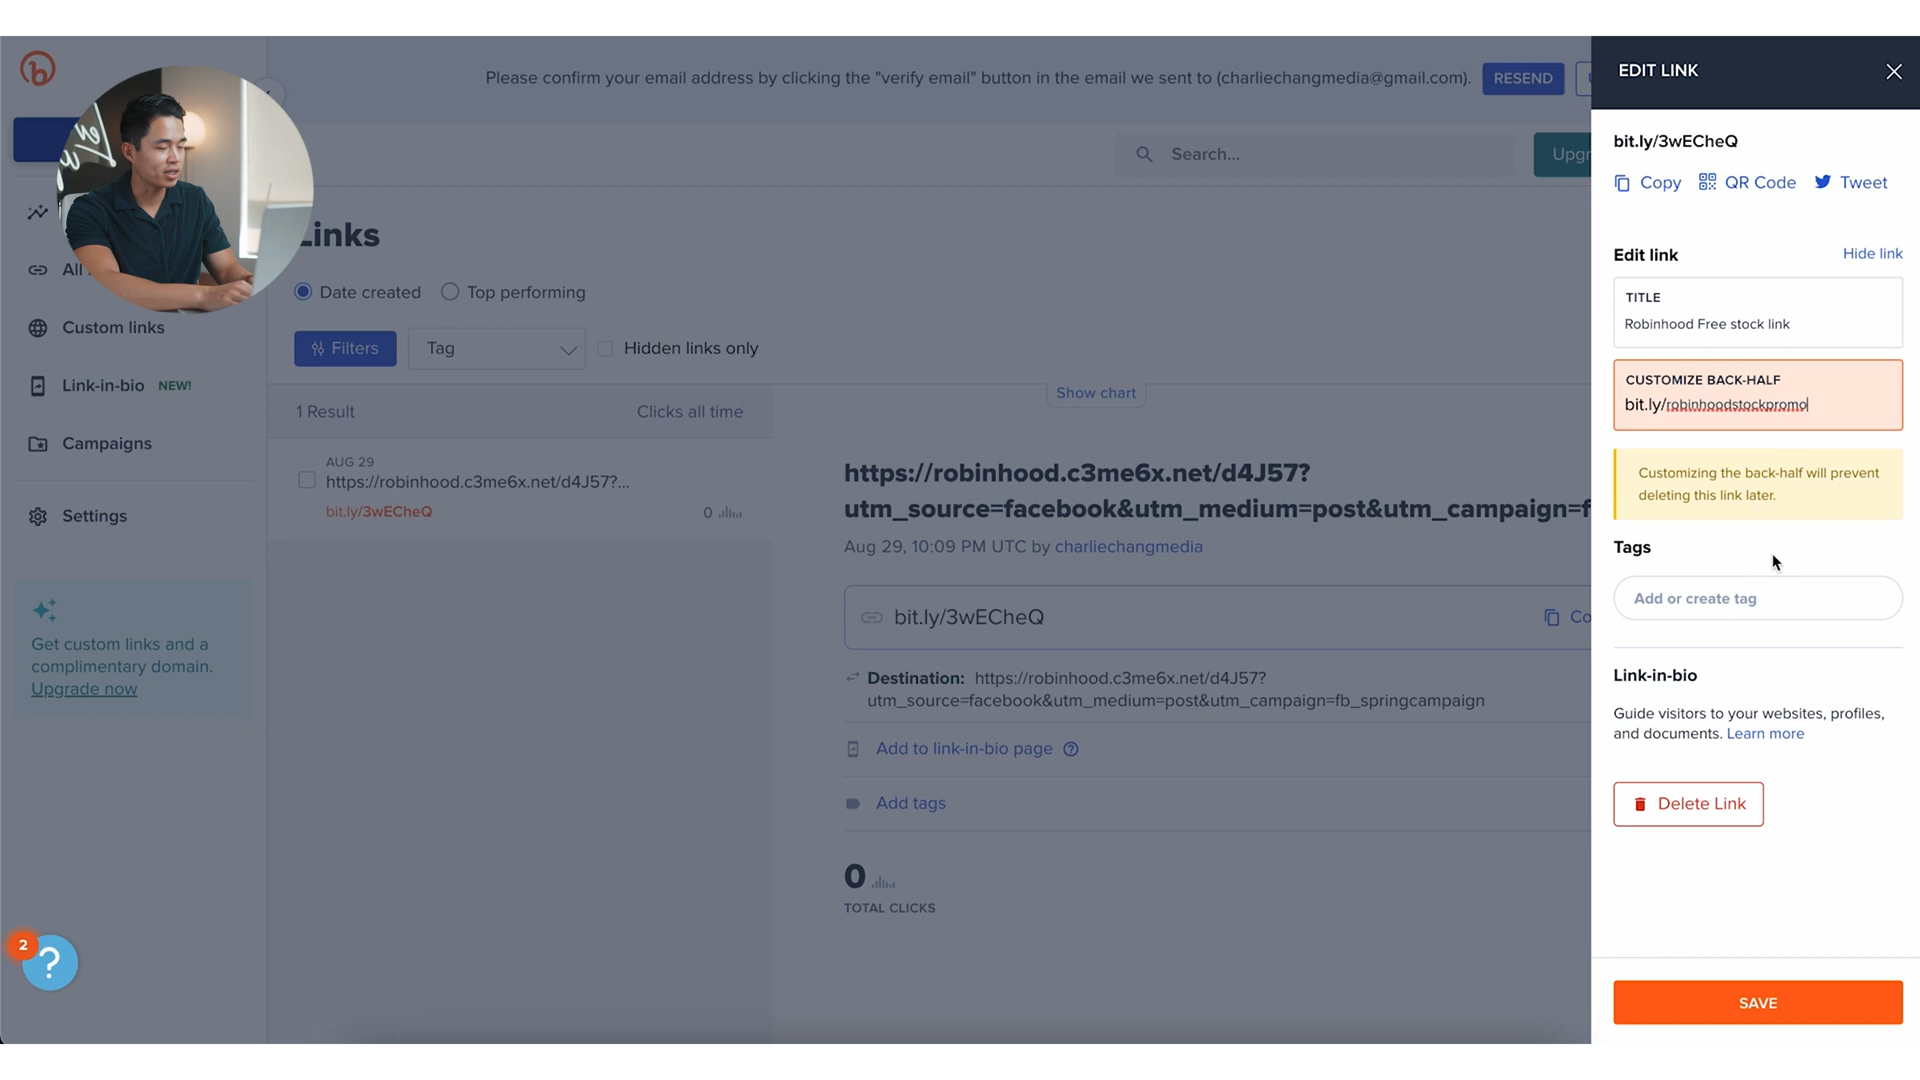 Please confirm your email address by clicking the "verify email" button in the email we sent to (charliechangmedia@gmail.com).
RESEND
Search...
Upgr
Links
Date created
Top performing
Filters
Tag
Hidden links only
All
Custom links
Link-in-bio NEW!
Campaigns
Settings
Get custom links and a
complimentary domain.
Upgrade now
2
?
1 Result
Clicks all time
AUG 29
https://robinhood.c3me6x.net/d4J57?...
bit.ly/3wECheQ
0
Show chart
https://robinhood.c3me6x.net/d4J57?
utm_source=facebook&utm_medium=post&utm_campaign=f
Aug 29, 10:09 PM UTC by charliechangmedia
bit.ly/3wECheQ
Co
Destination: https://robinhood.c3me6x.net/d4J57?
utm_source=facebook&utm_medium=post&utm_campaign=fb_springcampaign
Add to link-in-bio page ?
Add tags
0
TOTAL CLICKS
EDIT LINK
bit.ly/3wECheQ
Copy
QR Code
Tweet
Edit link
Hide link
TITLE
Robinhood Free stock link
CUSTOMIZE BACK-HALF
bit.ly/robinhoodstockpromo
Customizing the back-half will prevent
deleting this link later.
Tags
Add or create tag
Link-in-bio
Guide visitors to your websites, profiles,
and documents. Learn more
Delete Link
SAVE